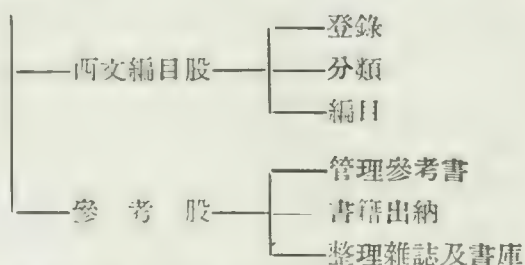 登錄
西文編目股
分類
編目
管理參考書
參考股
書籍出納
整理雜誌及書庫